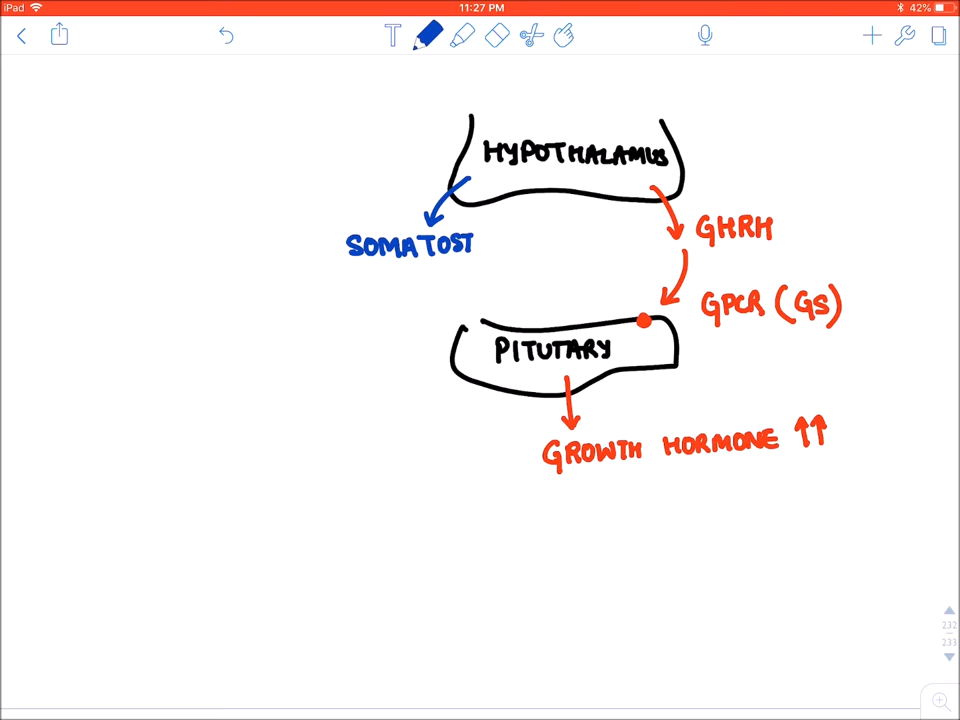 iPad 11:27 PM 42%
T
HYPOTHALAMUS
GHRH
SOMATOST
GPCR (GS)
PITUTARY
GROWTH HORMONE ↑↑
232
233